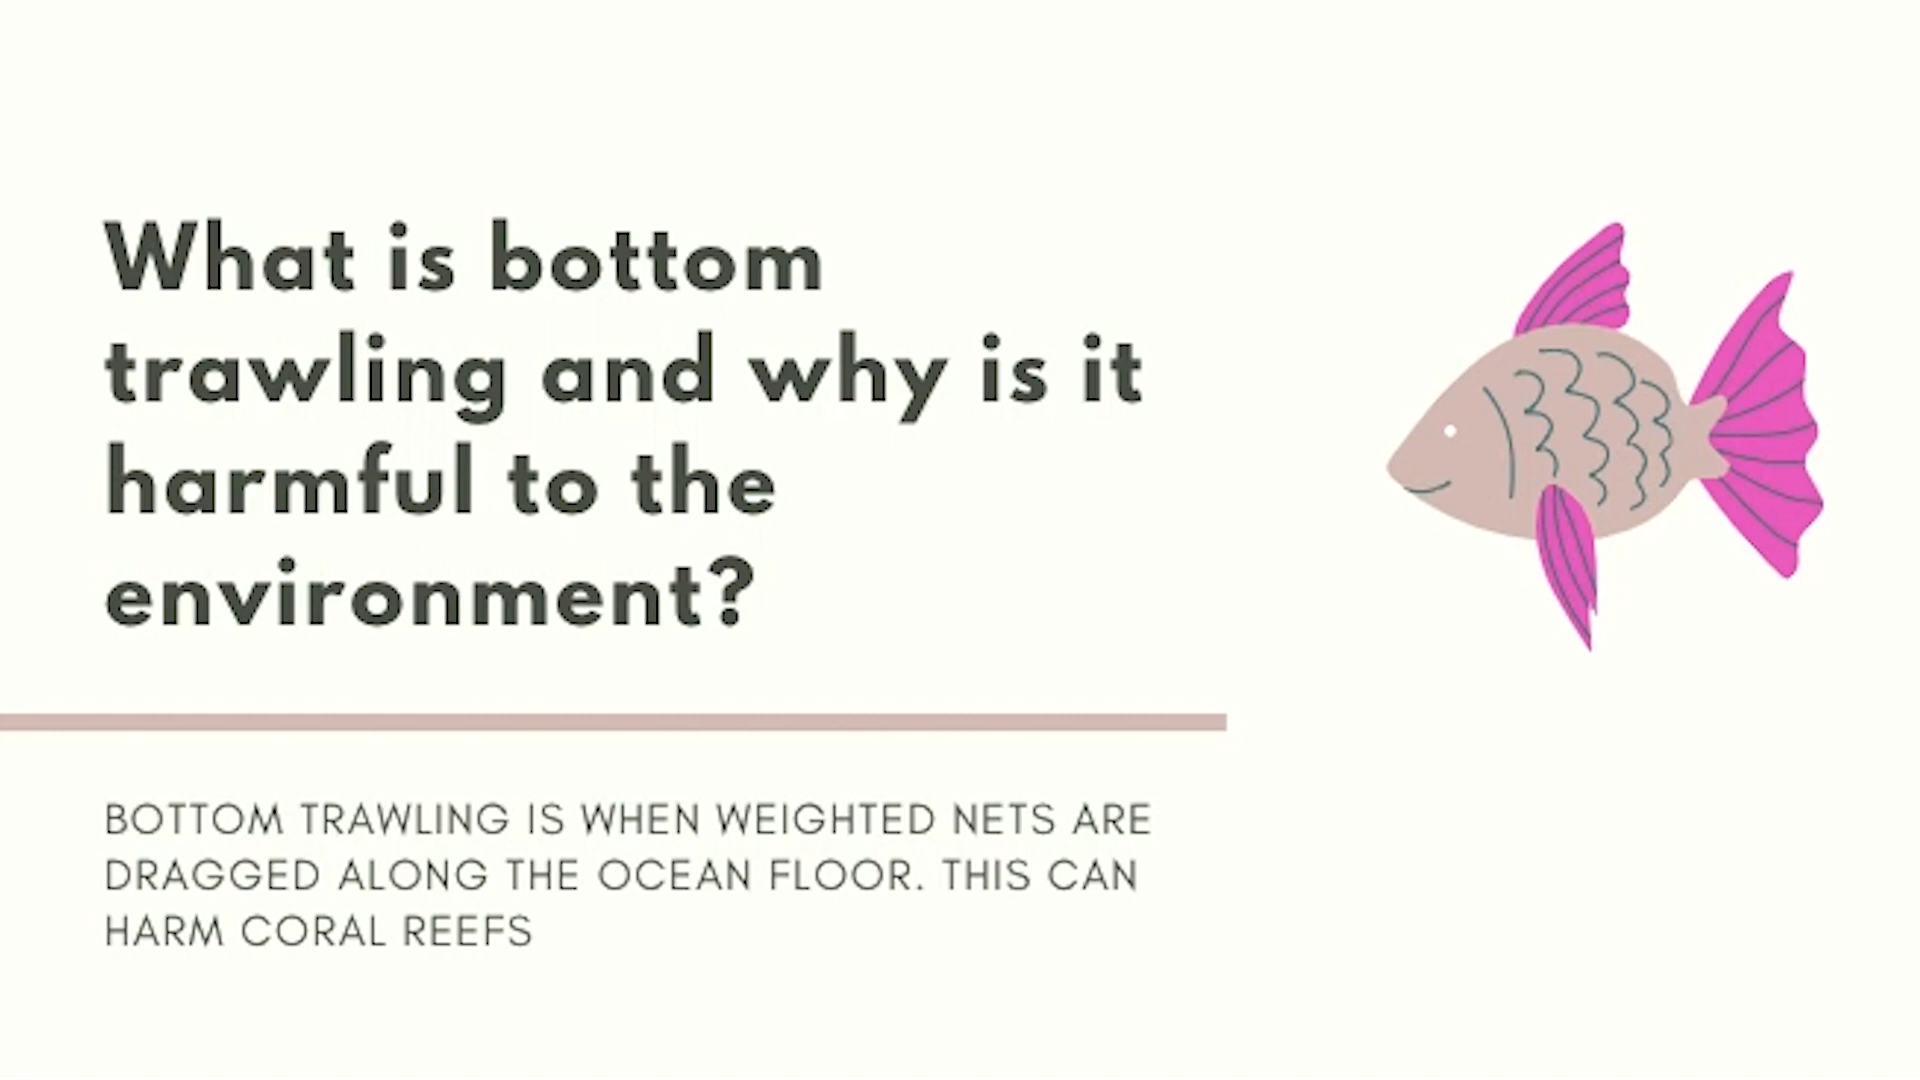 What is bottom
trawling and why is it
harmful to the
environment?
BOTTOM TRAWLING IS WHEN WEIGHTED NETS ARE
DRAGGED ALONG THE OCEAN FLOOR. THIS CAN
HARM CORAL REEFS